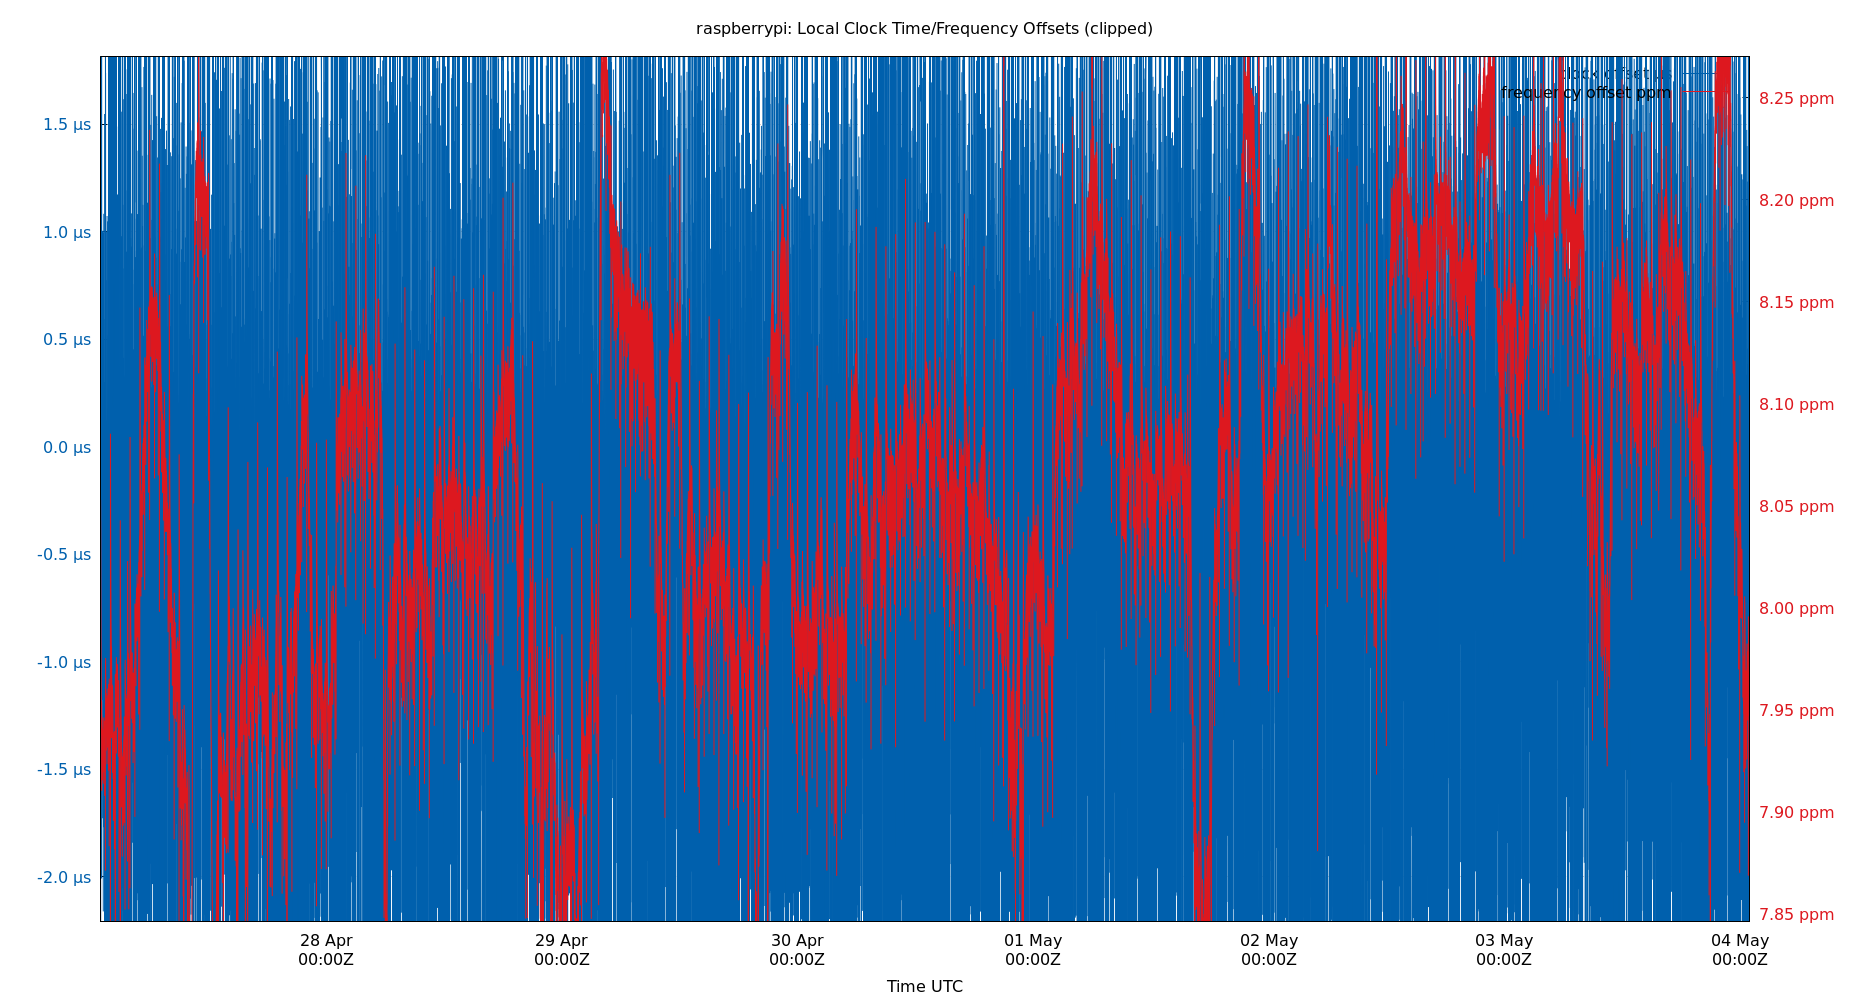 raspberrypi: Local Clock Time/Frequency Offsets (clipped)
clock offset µs
frequency offset ppm
1.5 µs
1.0 µs
0.5 µs
0.0 µs
-0.5 µs
-1.0 µs
-1.5 µs
-2.0 µs
8.25 ppm
8.20 ppm
8.15 ppm
8.10 ppm
8.05 ppm
8.00 ppm
7.95 ppm
7.90 ppm
7.85 ppm
28 Apr 29 Apr 30 Apr 01 May 02 May 03 May 04 May
00:00Z 00:00Z 00:00Z 00:00Z 00:00Z 00:00Z 00:00Z
Time UTC